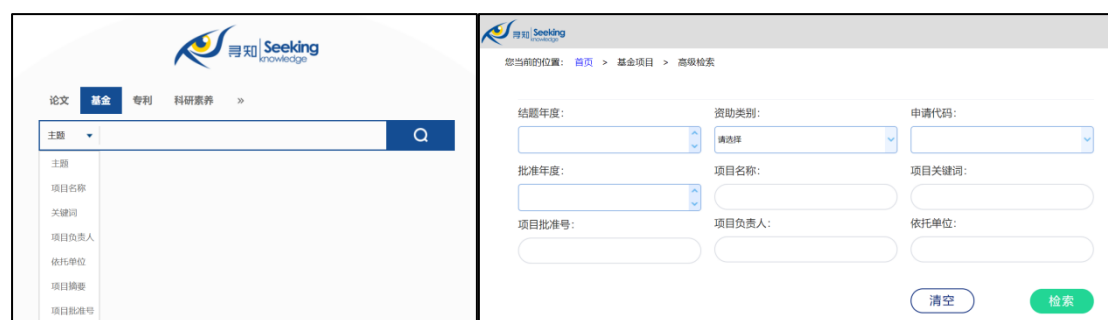 寻知 Seeking
knowledge
论文 基金 专利 科研素养 »
主题
主题
项目名称
关键词
项目负责人
依托单位
项目摘要
项目批准号
寻知 Seeking
knowledge
您当前的位置： 首页 > 基金项目 > 高级检索
结题年度: 资助类别: 申请代码:
请选择
批准年度: 项目名称: 项目关键词:
项目批准号: 项目负责人: 依托单位:
清空 检索